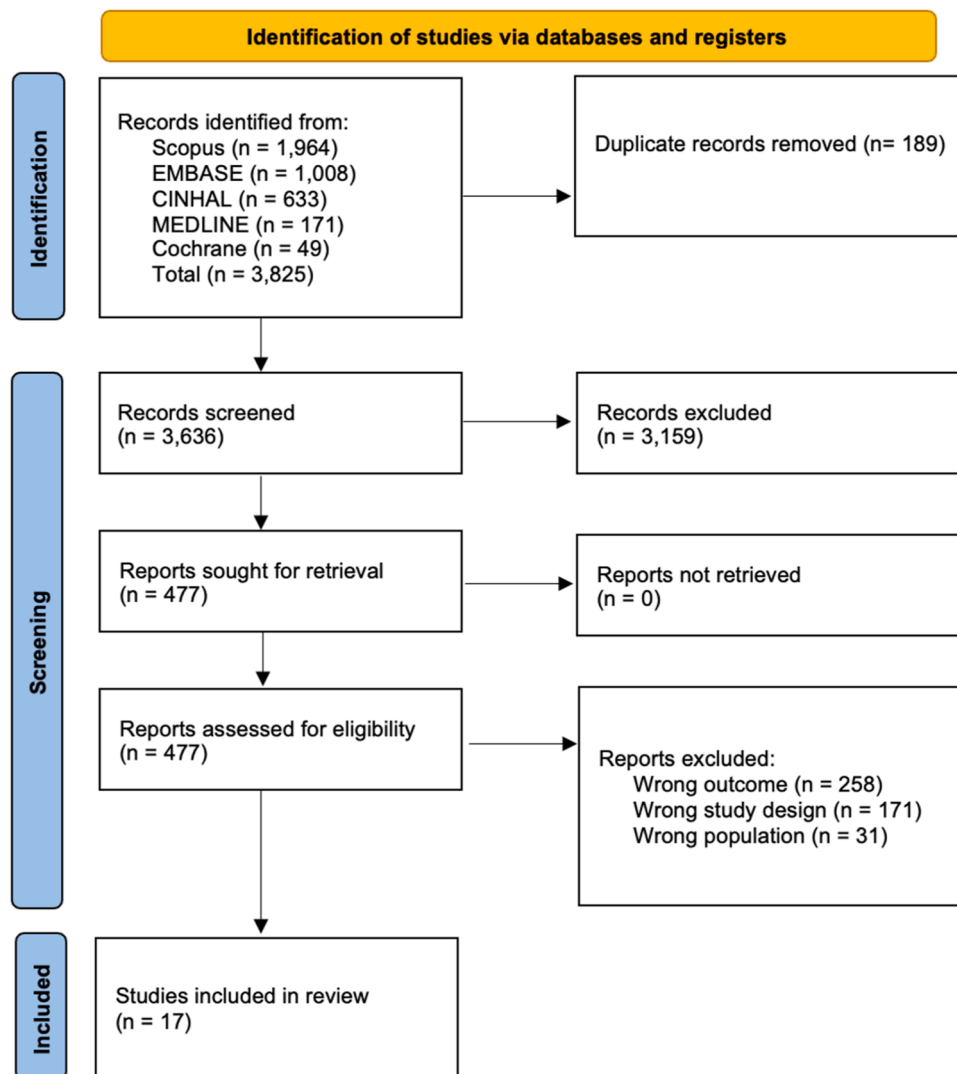 Identification of studies via databases and registers
Identification
Records identified from:
Scopus (n = 1,964)
EMBASE (n = 1,008)
CINHAL (n = 633)
MEDLINE (n = 171)
Cochrane (n = 49)
Total (n = 3,825)
Duplicate records removed (n= 189)
Screening
Records screened
(n = 3,636)
Records excluded
(n = 3,159)
Reports sought for retrieval
(n = 477)
Reports not retrieved
(n = 0)
Reports assessed for eligibility
(n = 477)
Reports excluded:
Wrong outcome (n = 258)
Wrong study design (n = 171)
Wrong population (n = 31)
Included
Studies included in review
(n = 17)